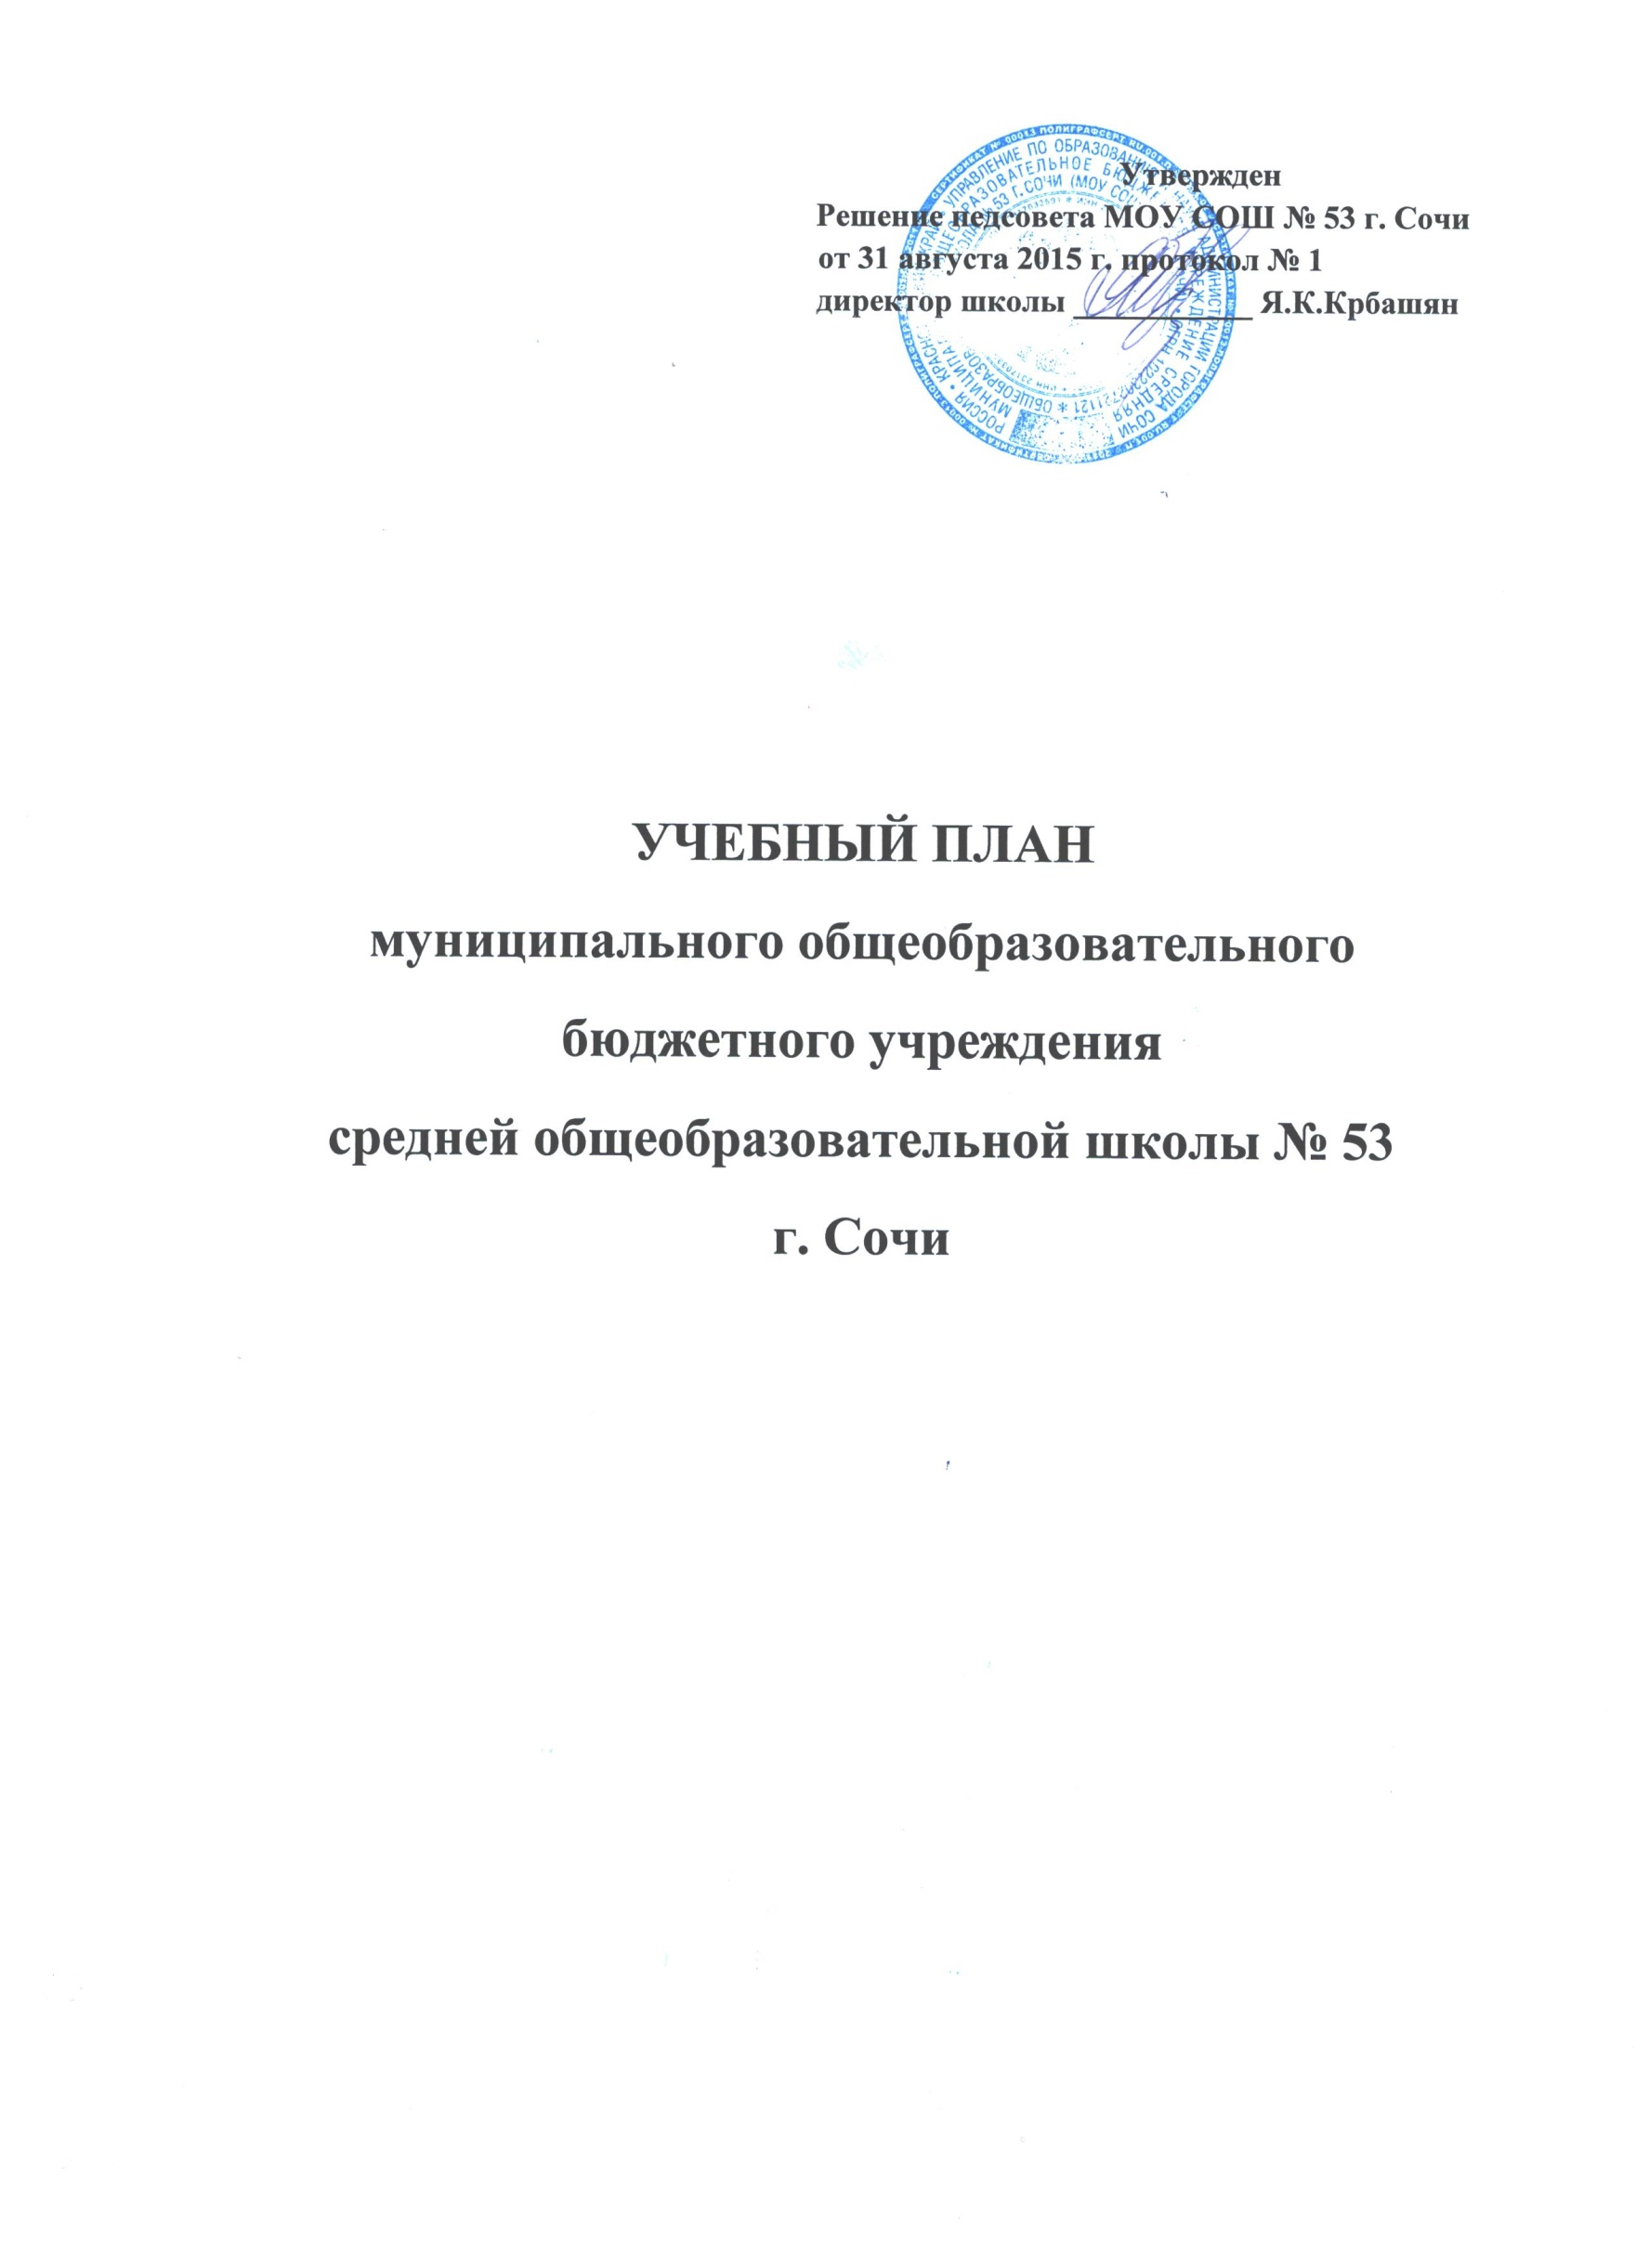 Утвержден
Решение педсовета МОУ СОШ № 53 г. Сочи
от 31 августа 2015 г. протокол № 1
директор школы ___________ Я.К.Крбашян
УЧЕБНЫЙ ПЛАН
муниципального общеобразовательного
бюджетного учреждения
средней общеобразовательной школы № 53
г. Сочи